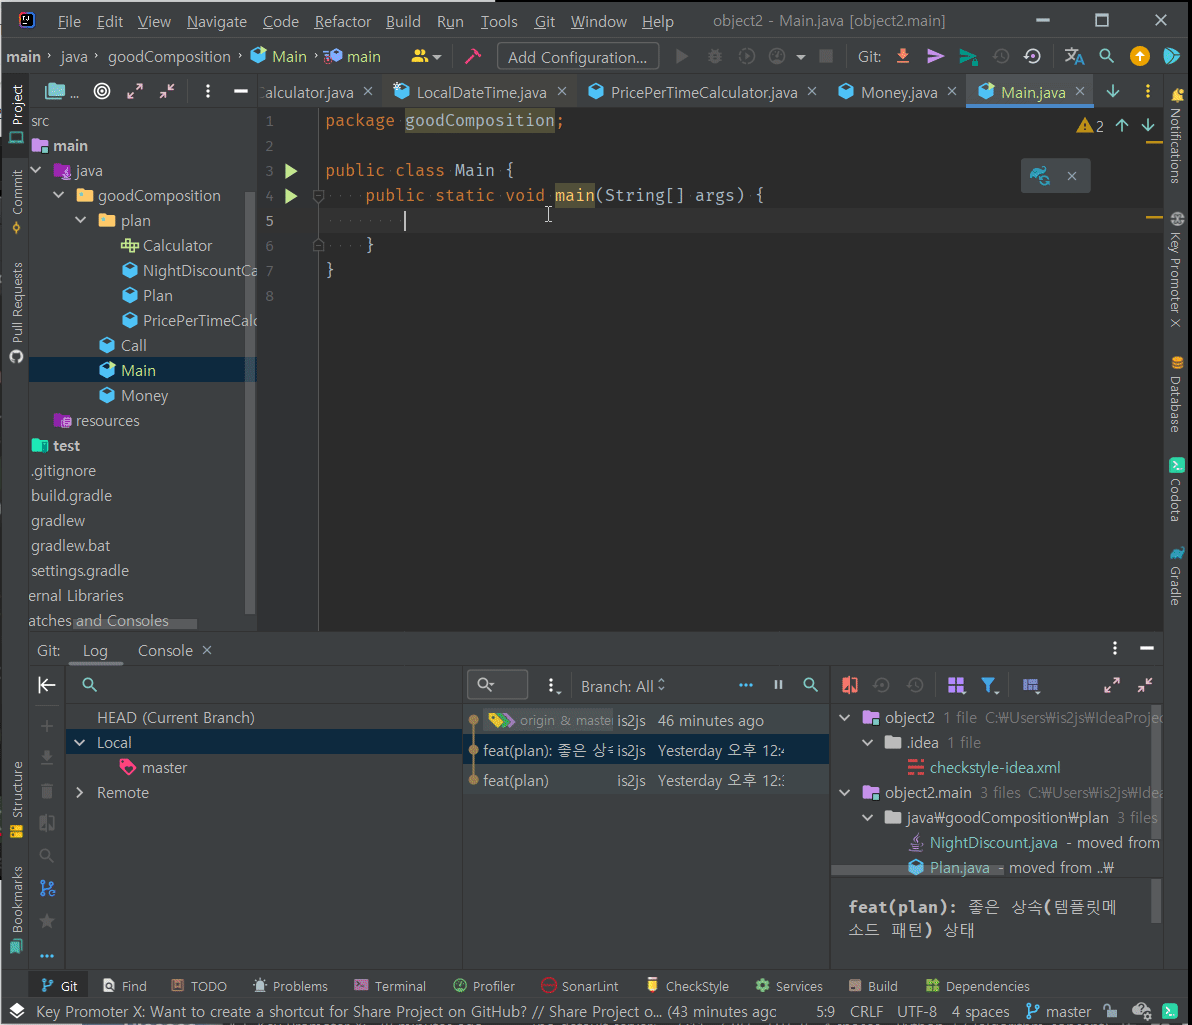 File Edit View Navigate Code Refactor Build Run Tools Git Window Help object2 - Main.java [object2.main]
main java goodComposition Main main Add Configuration... Git:
Project
Commit
Pull Requests
Structure
Bookmarks
...
src
main
java
goodComposition
plan
Calculator
NightDiscountCa
Plan
PricePerTimeCalc
Call
Main
Money
resources
test
.gitignore
build.gradle
gradlew
gradlew.bat
settings.gradle
ernal Libraries
atches and Consoles
alculator.java LocalDateTime.java PricePerTimeCalculator.java Money.java Main.java
1 package goodComposition;
2
3 public class Main {
4 public static void main(String[] args) {
5
6 }
7 }
8
2
Notifications
Key Promoter X
Database
Codota
Gradle
Git: Log Console
HEAD (Current Branch)
Local
master
Remote
Branch: All
origin & maste is2js 46 minutes ago
feat(plan): 좋은 상속 is2js Yesterday 오후 12:4
feat(plan) is2js Yesterday 오후 12:3
object2 1 file C:₩Users₩is2js₩IdeaProjec
.idea 1 file
checkstyle-idea.xml
object2.main 3 files C:₩Users₩is2js₩Idea
java₩goodComposition₩plan 3 files
NightDiscount.java - moved from
Plan.java - moved from ..₩
feat(plan): 좋은 상속(템플릿메
소드 패턴) 상태
Git Find TODO Problems Terminal Profiler SonarLint CheckStyle Services Build Dependencies
Key Promoter X: Want to create a shortcut for Share Project on GitHub? // Share Project o... (43 minutes ago 5:9 CRLF UTF-8 4 spaces master